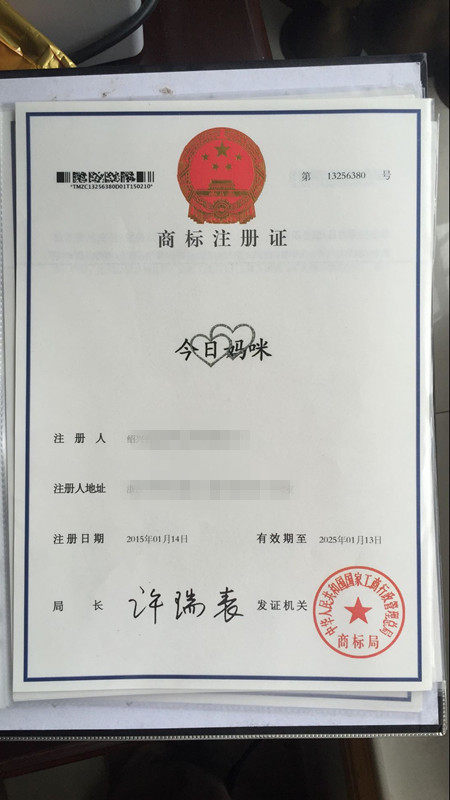 *TMZC13256380D01T150210*
第 13256380 号
商标注册证
今日妈咪
注册人 绍兴
注册人地址
注册日期 2015年01月14日 有效期至 2025年01月13日
局长 许瑞表 发证机关
中华人民共和国国家工商行政管理总局
商标局